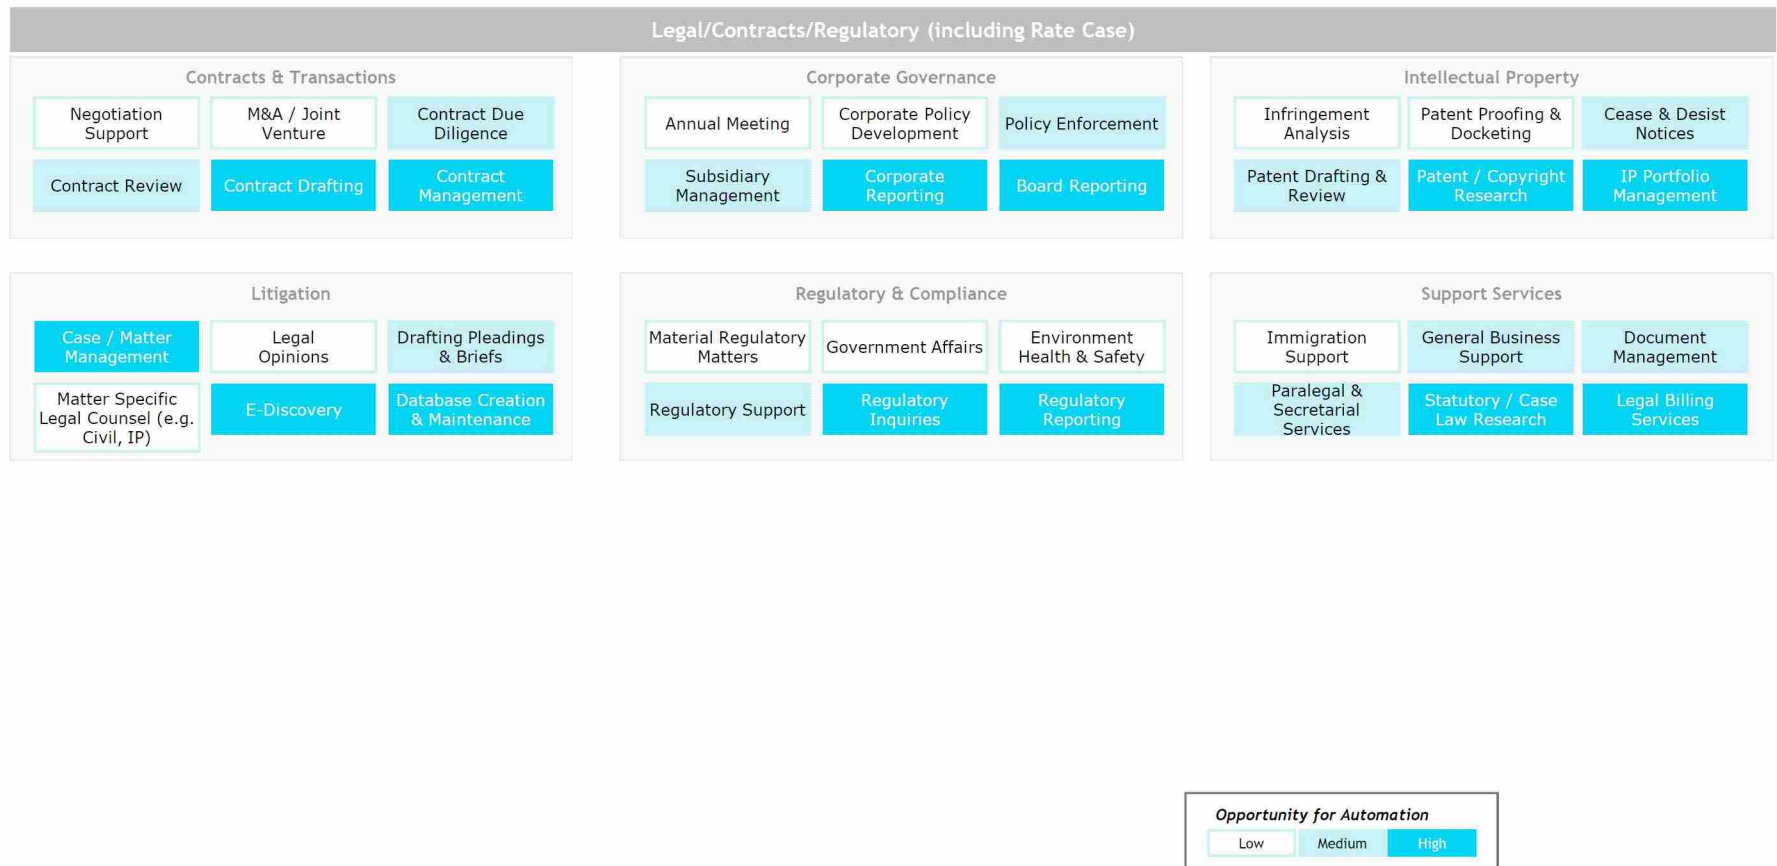 Legal/Contracts/Regulatory (including Rate Case)
Contracts & Transactions
Negotiation
Support
M&A / Joint
Venture
Contract Due
Diligence
Contract Review
Contract Drafting
Contract
Management
Corporate Governance
Annual Meeting
Corporate Policy
Development
Policy Enforcement
Subsidiary
Management
Corporate
Reporting
Board Reporting
Intellectual Property
Infringement
Analysis
Patent Proofing &
Docketing
Cease & Desist
Notices
Patent Drafting &
Review
Patent / Copyright
Research
IP Portfolio
Management
Litigation
Case / Matter
Management
Legal
Opinions
Drafting Pleadings
& Briefs
Matter Specific
Legal Counsel (e.g.
Civil, IP)
E-Discovery
Database Creation
& Maintenance
Regulatory & Compliance
Material Regulatory
Matters
Government Affairs
Environment
Health & Safety
Regulatory Support
Regulatory
Inquiries
Regulatory
Reporting
Support Services
Immigration
Support
General Business
Support
Document
Management
Paralegal &
Secretarial
Services
Statutory / Case
Law Research
Legal Billing
Services
Opportunity for Automation
Low
Medium
High